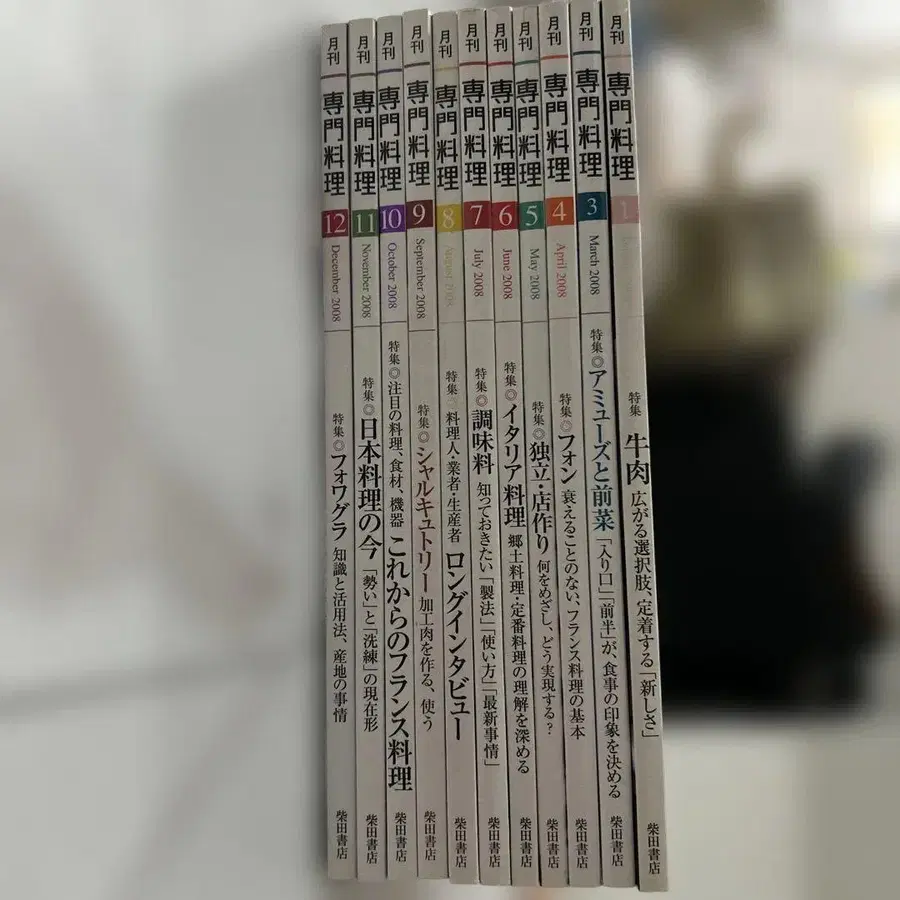 月刊 専門料理 12 December 2008 特集◎フォワグラ 知識と活用法、産地の事情 柴田書店
月刊 専門料理 11 November 2008 特集◎日本料理の今 「勢い」と「洗練」の現在形 柴田書店
月刊 専門料理 10 October 2008 特集◎注目の料理、食材、機器 これからのフランス料理 柴田書店
月刊 専門料理 9 September 2008 特集◎シャルキュトリー 加工肉を作る、使う 柴田書店
月刊 専門料理 8 August 2008 特集◎料理人・業者・生産者 ロングインタビュー 柴田書店
月刊 専門料理 7 July 2008 特集◎調味料 知っておきたい「製法」「使い方」「最新事情」 柴田書店
月刊 専門料理 6 June 2008 特集◎イタリア料理 郷土料理・定番料理の理解を深める 柴田書店
月刊 専門料理 5 May 2008 特集◎独立・店作り 何をめざし、どう実現する? 柴田書店
月刊 専門料理 4 April 2008 特集◎フォン 衰えることのない、フランス料理の基本 柴田書店
月刊 専門料理 3 March 2008 特集◎アミューズと前菜 「入り口」「前半」が、食事の印象を決める 柴田書店
月刊 専門料理 1 特集 牛肉 広がる選択肢、定着する「新しさ」 柴田書店